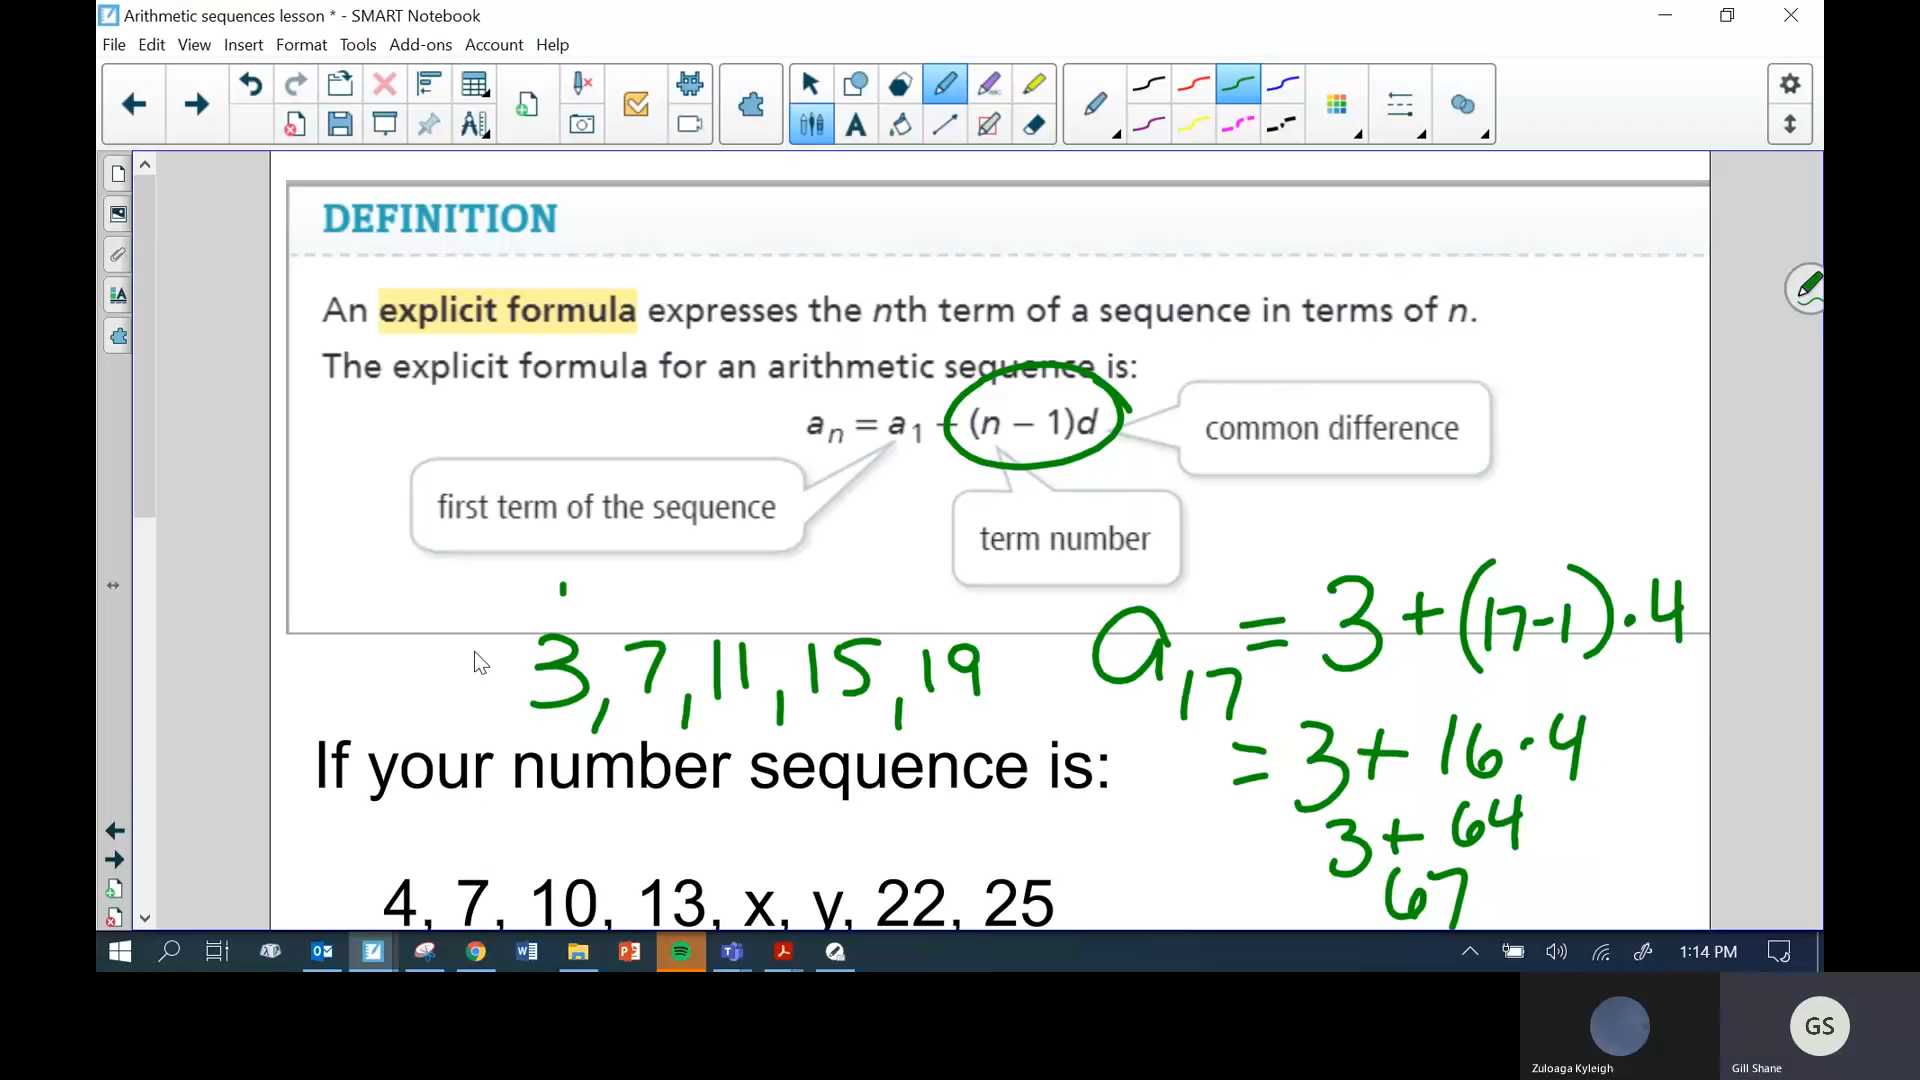 Arithmetic sequences lesson * - SMART Notebook
File Edit View Insert Format Tools Add-ons Account Help
DEFINITION
An explicit formula expresses the nth term of a sequence in terms of n.
The explicit formula for an arithmetic sequence is:
aₙ = a₁ + (n − 1)d
common difference
first term of the sequence
term number
a₁₇ = 3 + (17-1)·4
3, 7, 11, 15, 19
= 3 + 16·4
If your number sequence is:
3 + 64
67
4, 7, 10, 13, x, y, 22, 25
1:14 PM
GS
Zuloaga Kyleigh
Gill Shane